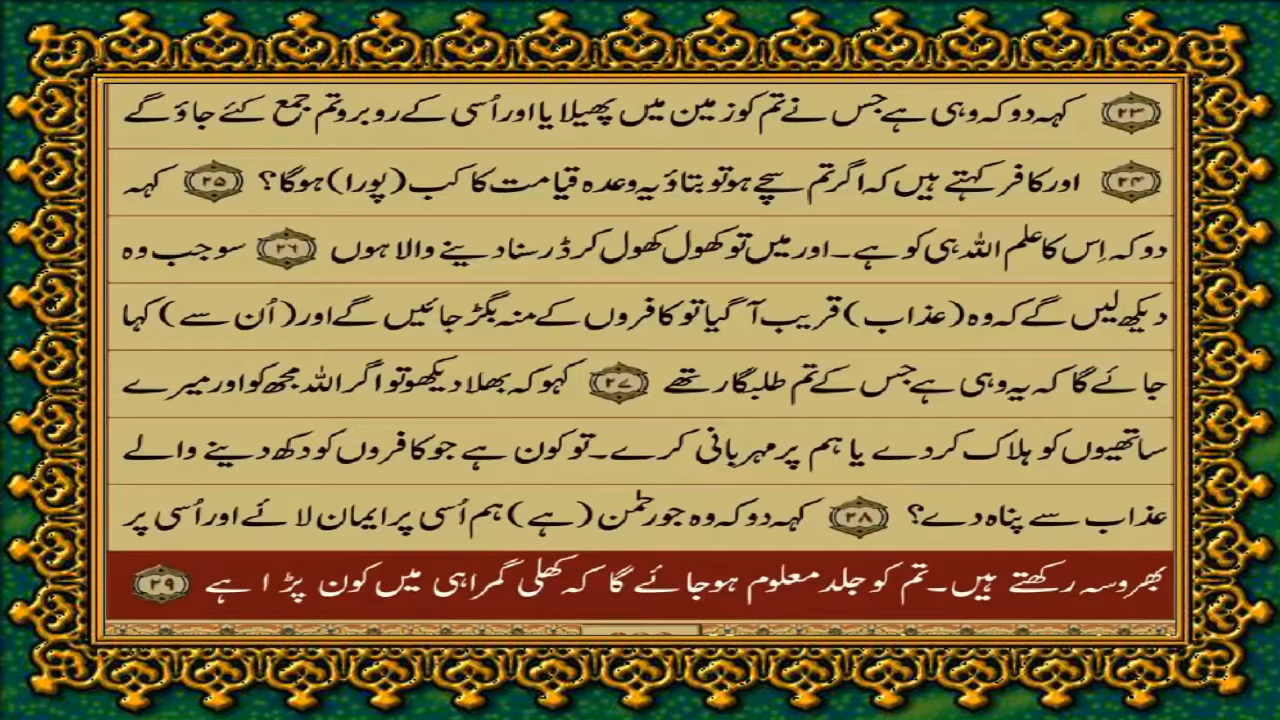 ۲۳ کہہ دو کہ وہی ہے جس نے تم کو زمین میں پھیلایا اور اُسی کے روبرو تم جمع کئے جاؤ گے
۲۴ اور کافر کہتے ہیں کہ اگر تم سچے ہو تو بتاؤ یہ وعدہ قیامت کا کب (پورا) ہوگا؟ ۲۵ کہہ
دو کہ اِس کا علم اللہ ہی کو ہے۔ اور میں تو کھول کھول کر ڈر سنا دینے والا ہوں ۲۶ سو جب وہ
دیکھ لیں گے کہ وہ (عذاب) قریب آ گیا تو کافروں کے منہ بگڑ جائیں گے اور (اُن سے) کہا
جائے گا کہ یہ وہی ہے جس کے تم طلبگار تھے ۲۷ کہو کہ بھلا دیکھو تو اگر اللہ مجھ کو اور میرے
ساتھیوں کو ہلاک کر دے یا ہم پر مہربانی کرے۔ تو کون ہے جو کافروں کو دکھ دینے والے
عذاب سے پناہ دے؟ ۲۸ کہہ دو کہ وہ جو رحمٰن (ہے) ہم اُسی پر ایمان لائے اور اُسی پر
بھروسہ رکھتے ہیں۔ تم کو جلد معلوم ہوجائے گا کہ کھلی گمراہی میں کون پڑا ہے ۲۹